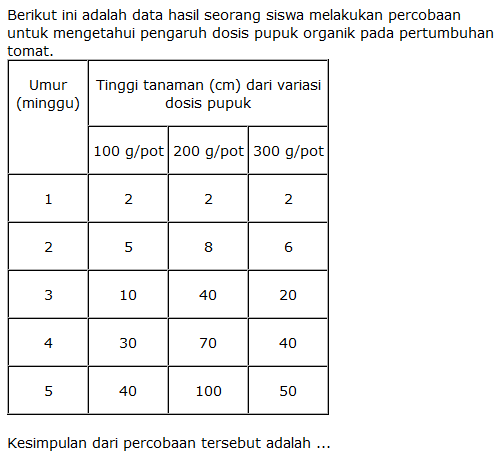 Berikut ini adalah data hasil seorang siswa melakukan percobaan
untuk mengetahui pengaruh dosis pupuk organik pada pertumbuhan
tomat.
Umur
(minggu)
Tinggi tanaman (cm) dari variasi
dosis pupuk
100 g/pot 200 g/pot 300 g/pot
1 2 2 2
2 5 8 6
3 10 40 20
4 30 70 40
5 40 100 50
Kesimpulan dari percobaan tersebut adalah ...